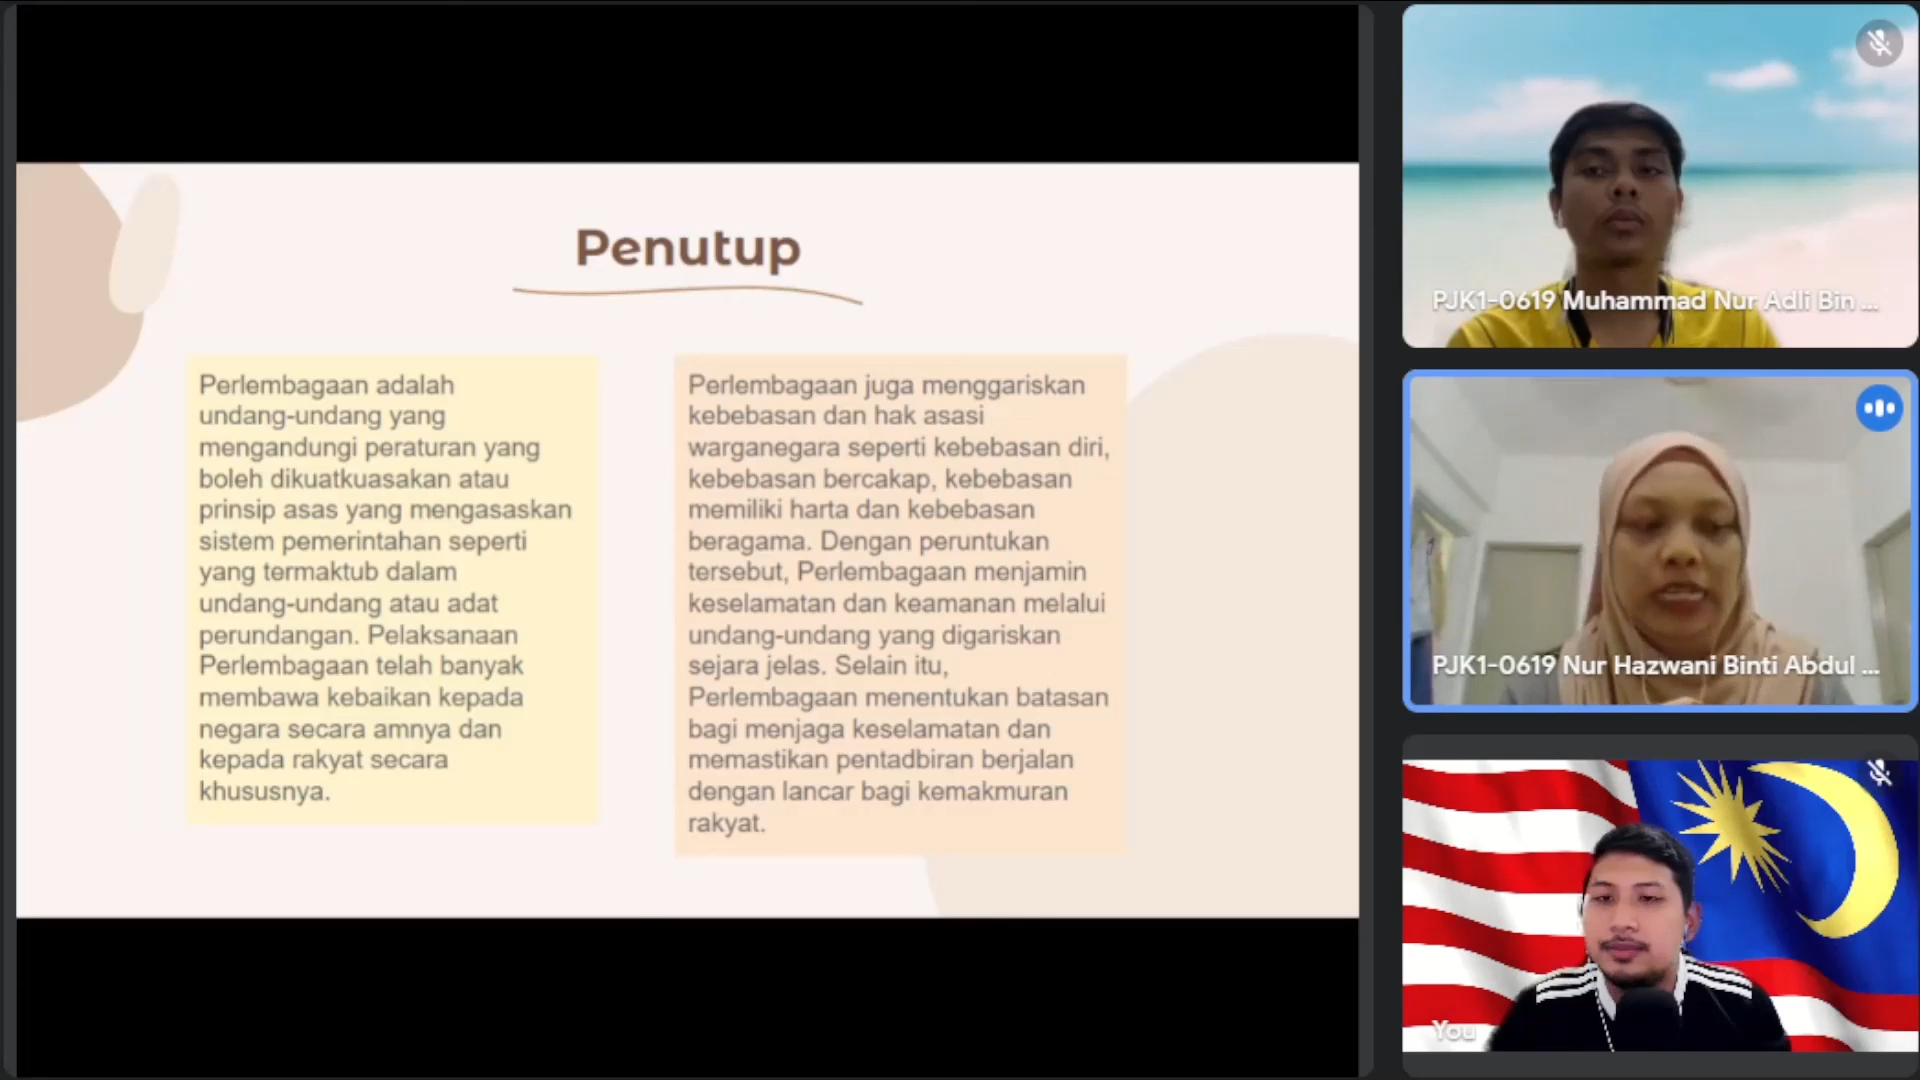 Penutup
Perlembagaan adalah
undang-undang yang
mengandungi peraturan yang
boleh dikuatkuasakan atau
prinsip asas yang mengasaskan
sistem pemerintahan seperti
yang termaktub dalam
undang-undang atau adat
perundangan. Pelaksanaan
Perlembagaan telah banyak
membawa kebaikan kepada
negara secara amnya dan
kepada rakyat secara
khususnya.
Perlembagaan juga menggariskan
kebebasan dan hak asasi
warganegara seperti kebebasan diri,
kebebasan bercakap, kebebasan
memiliki harta dan kebebasan
beragama. Dengan peruntukan
tersebut, Perlembagaan menjamin
keselamatan dan keamanan melalui
undang-undang yang digariskan
sejara jelas. Selain itu,
Perlembagaan menentukan batasan
bagi menjaga keselamatan dan
memastikan pentadbiran berjalan
dengan lancar bagi kemakmuran
rakyat.
PJK1-0619 Muhammad Nur Adli Bin ...
PJK1-0619 Nur Hazwani Binti Abdul ...
You